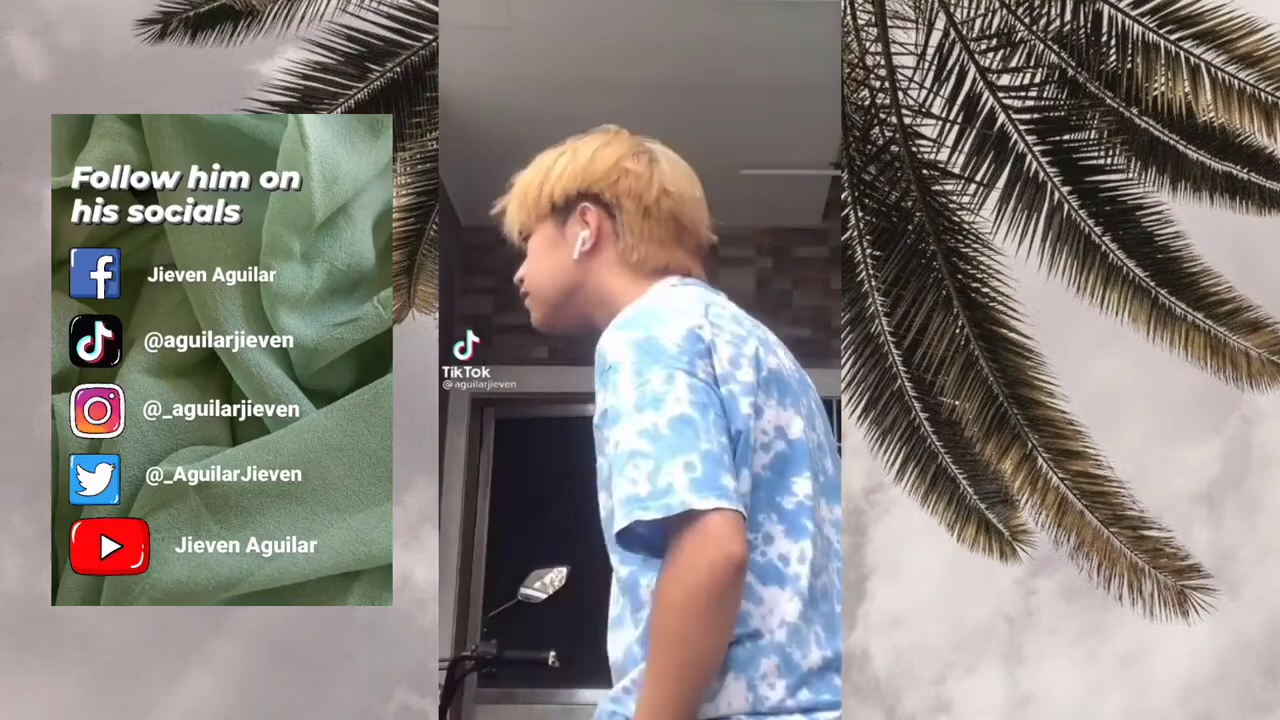 Follow him on
his socials
Jieven Aguilar
@aguilarjieven
@_aguilarjieven
@_AguilarJieven
Jieven Aguilar
TikTok
@aguilarjieven